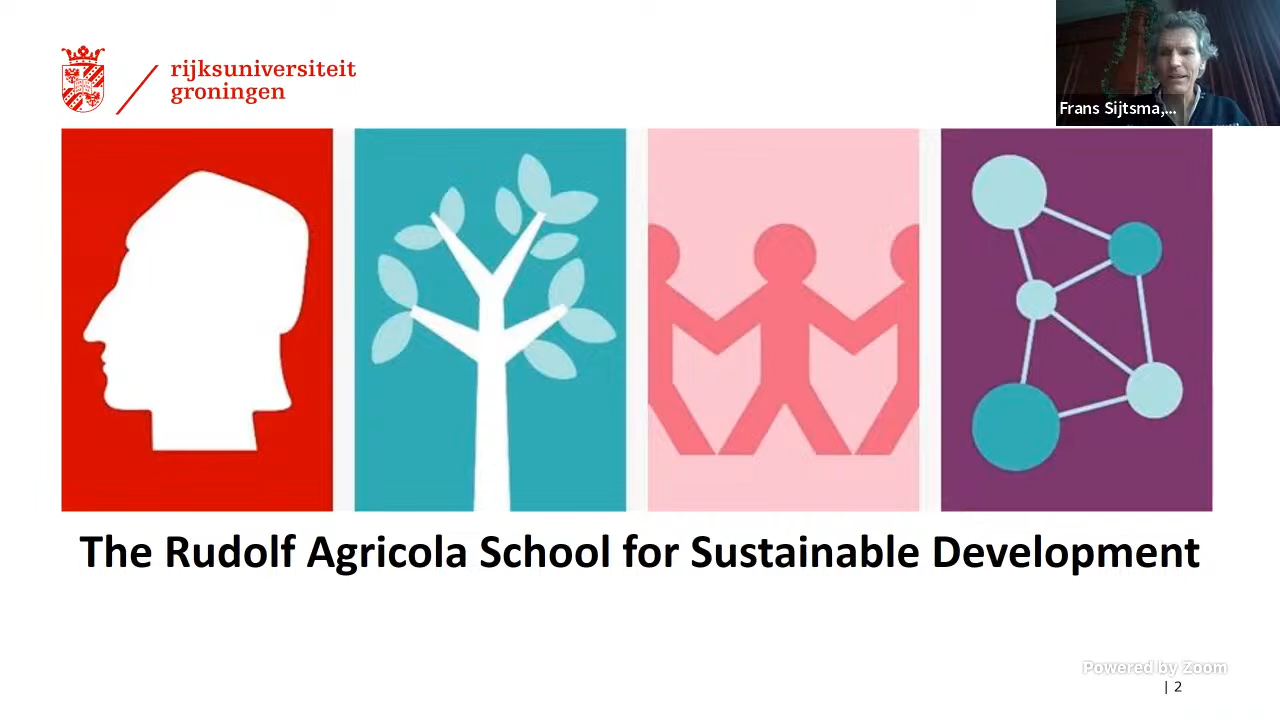 rijksuniversiteit
groningen
Frans Sijtsma,...
The Rudolf Agricola School for Sustainable Development
Powered by Zoom
| 2